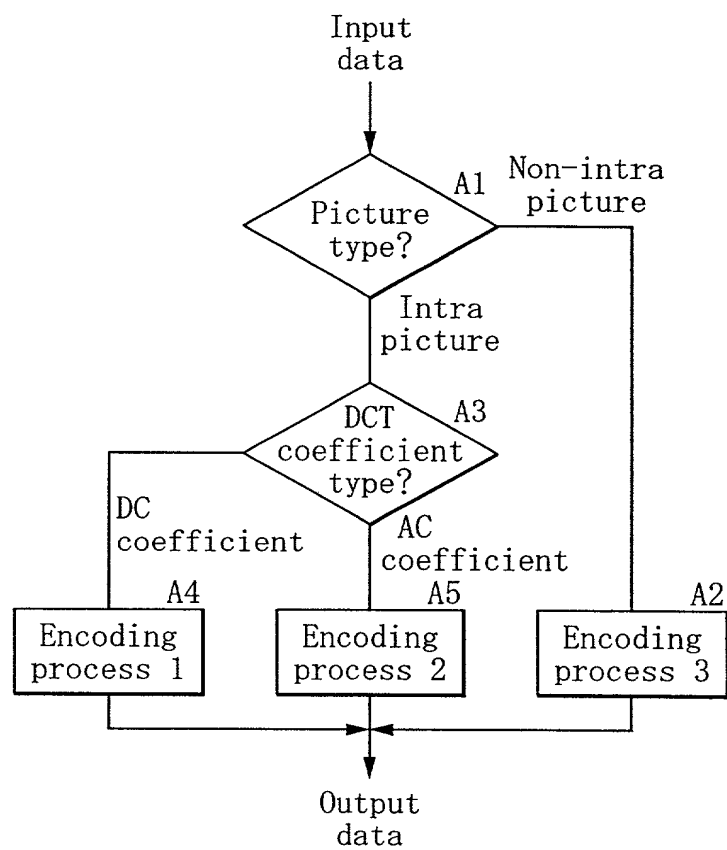 Input
data
A1
Non-intra
picture
Picture
type?
Intra
picture
A3
DCT
coefficient
type?
DC
coefficient
AC
coefficient
A4
A5
A2
Encoding
process 1
Encoding
process 2
Encoding
process 3
Output
data